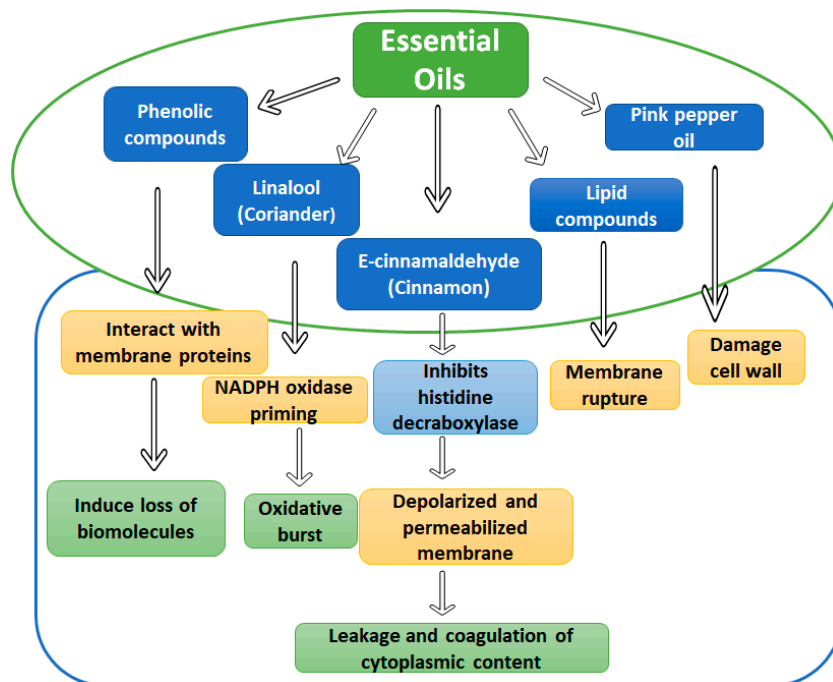 Essential
Oils
Phenolic
compounds
Pink pepper
oil
Linalool
(Coriander)
Lipid
compounds
E-cinnamaldehyde
(Cinnamon)
Interact with
membrane proteins
Damage
cell wall
NADPH oxidase
priming
Inhibits
histidine
decraboxylase
Membrane
rupture
Induce loss of
biomolecules
Oxidative
burst
Depolarized and
permeabilized
membrane
Leakage and coagulation of
cytoplasmic content